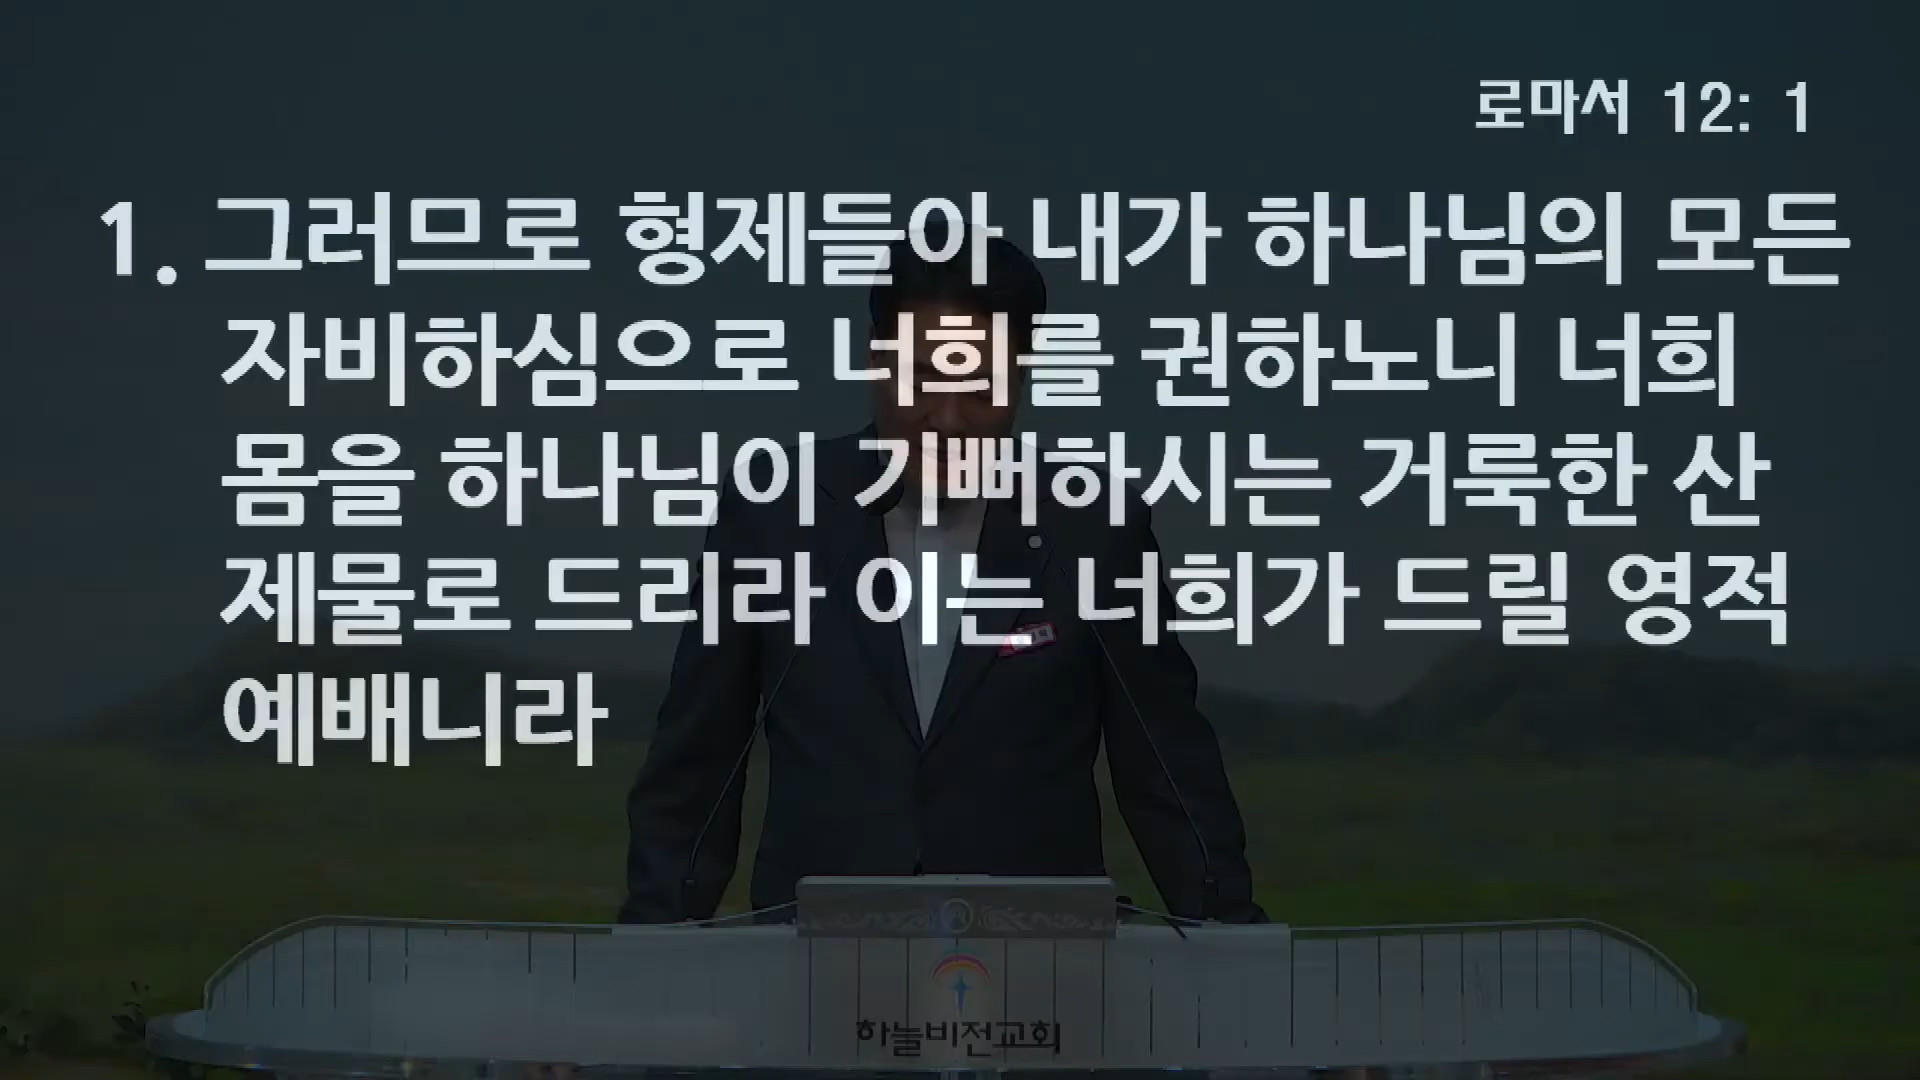 로마서 12: 1
1. 그러므로 형제들아 내가 하나님의 모든
자비하심으로 너희를 권하노니 너희
몸을 하나님이 기뻐하시는 거룩한 산
제물로 드리라 이는 너희가 드릴 영적
예배니라
하늘비전교회